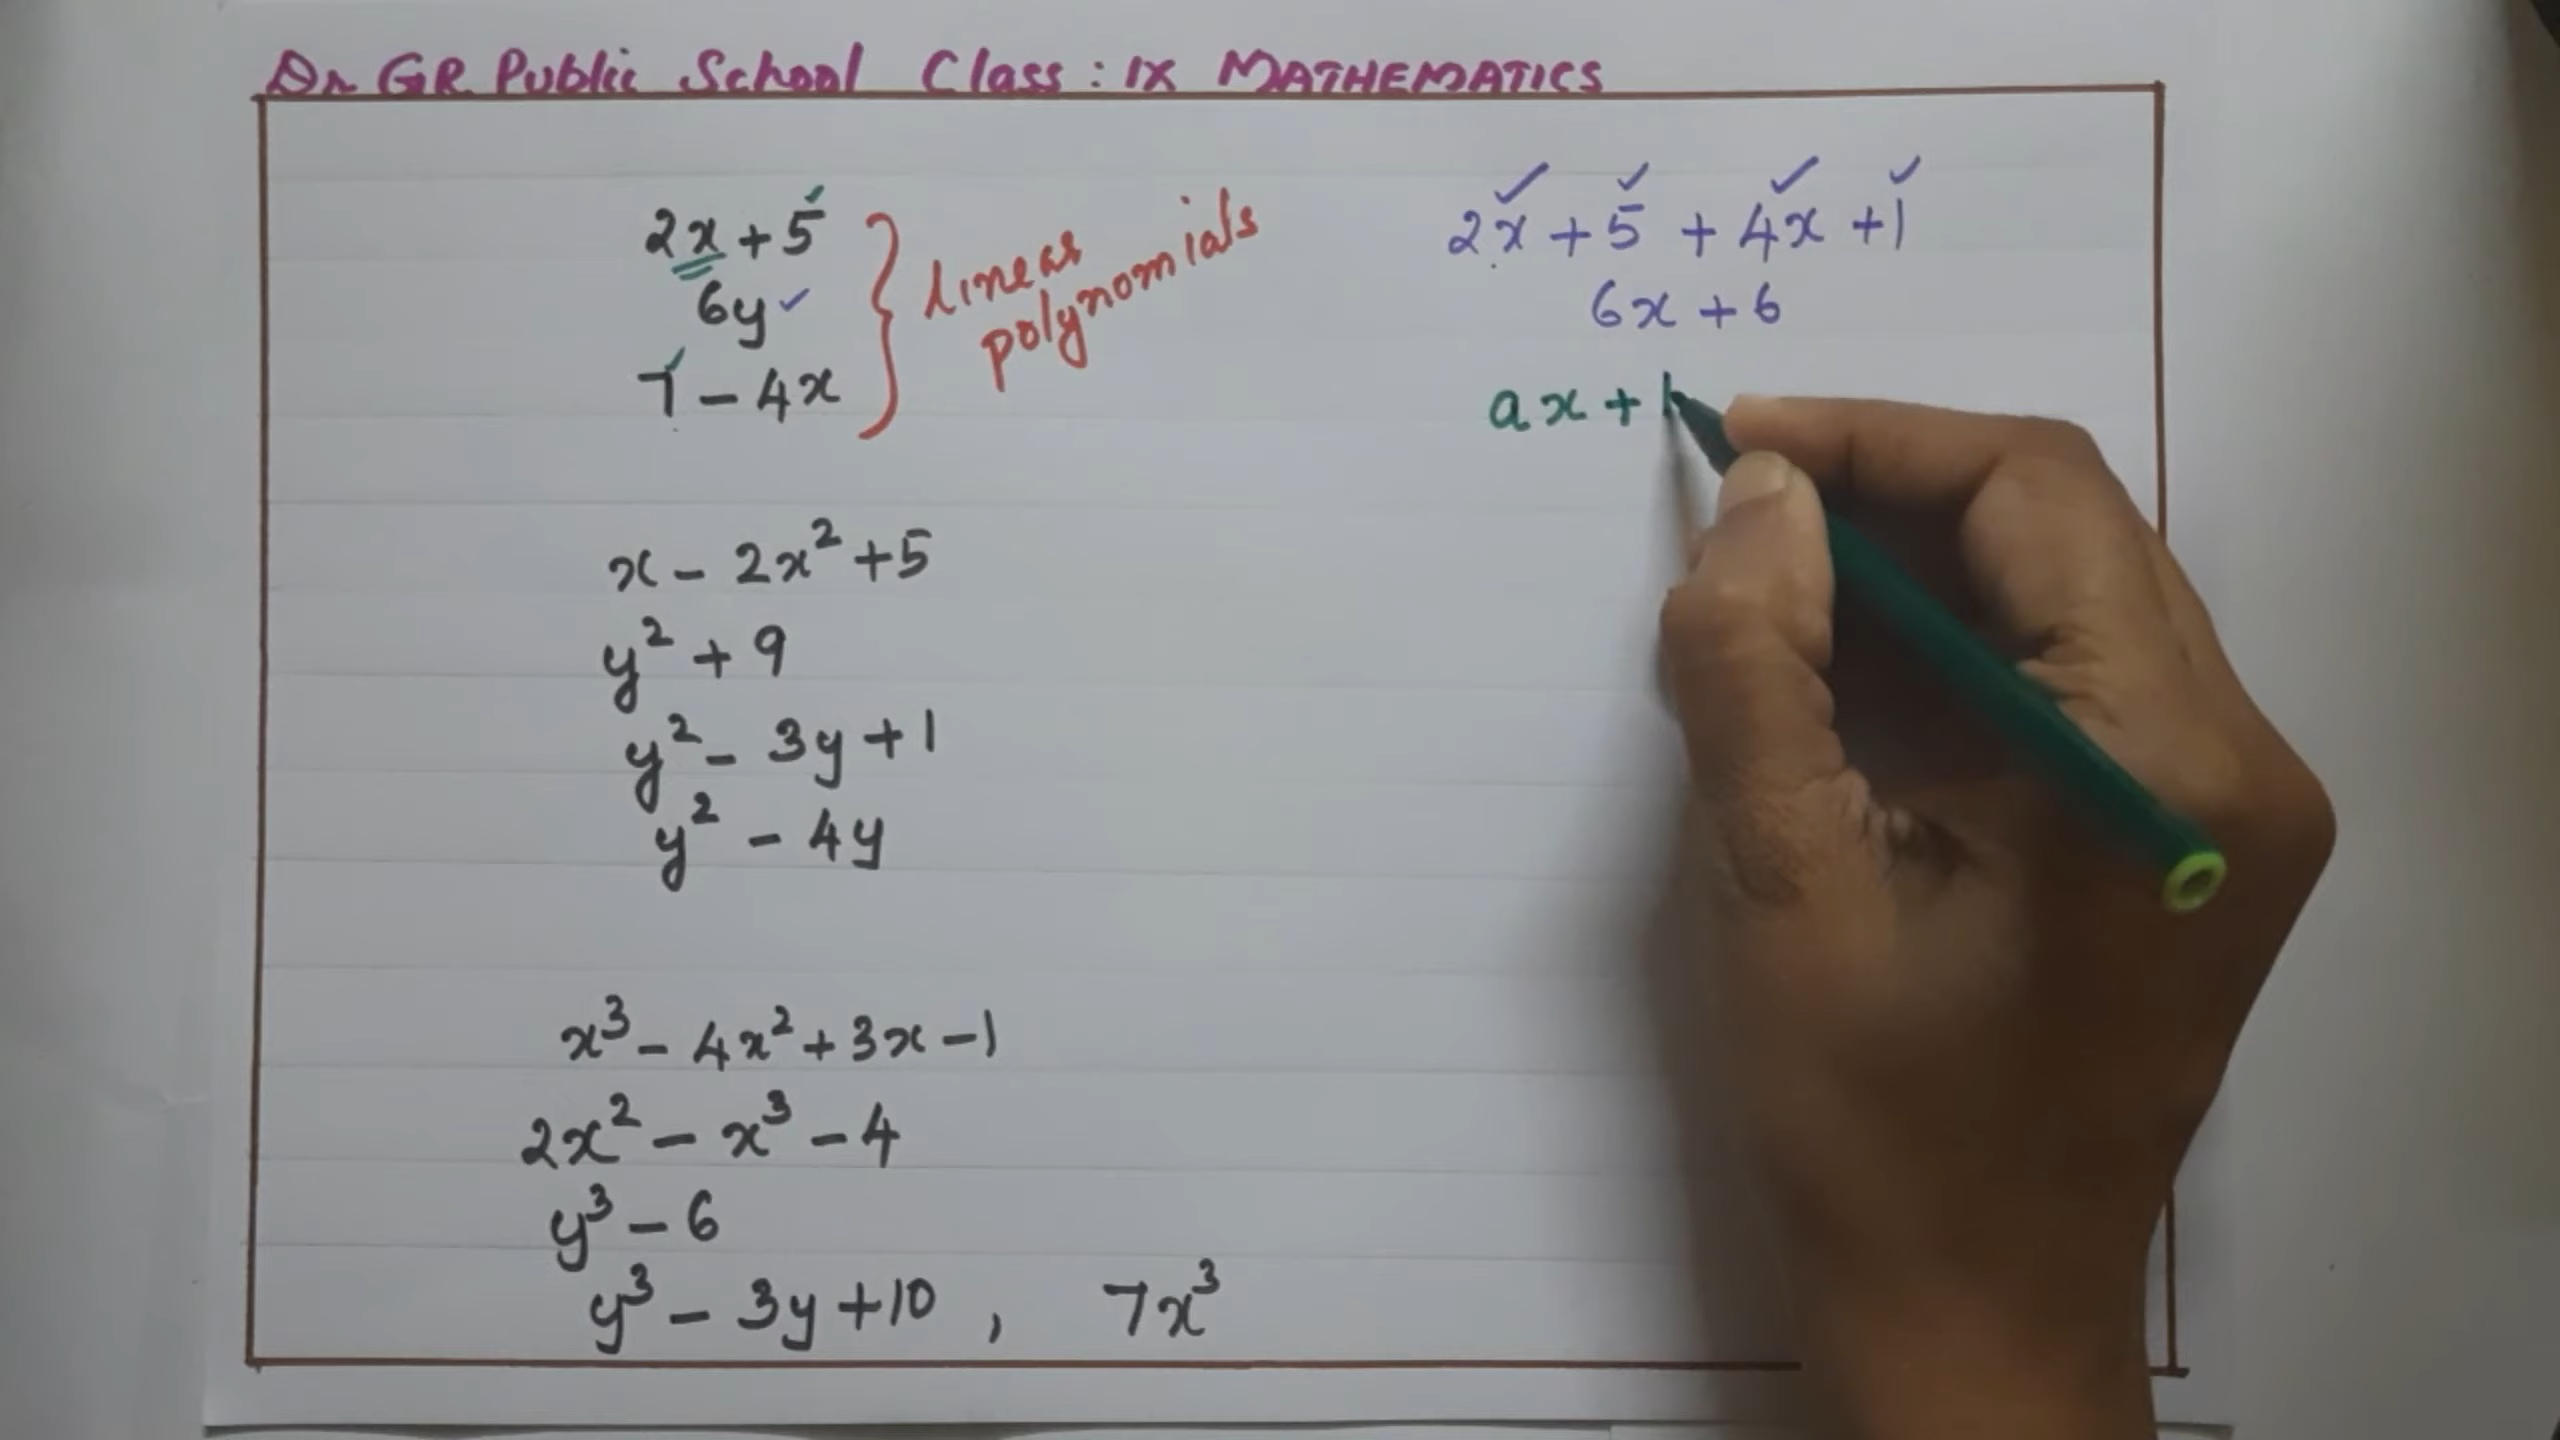 Dr GR Public School Class : IX MATHEMATICS
2x + 5
6y
7 - 4x
linear
polynomials
2x + 5 + 4x + 1
6x + 6
ax +
x - 2x² + 5
y² + 9
y² - 3y + 1
y² - 4y
x³ - 4x² + 3x - 1
2x² - x³ - 4
y³ - 6
y³ - 3y + 10 , 7x³